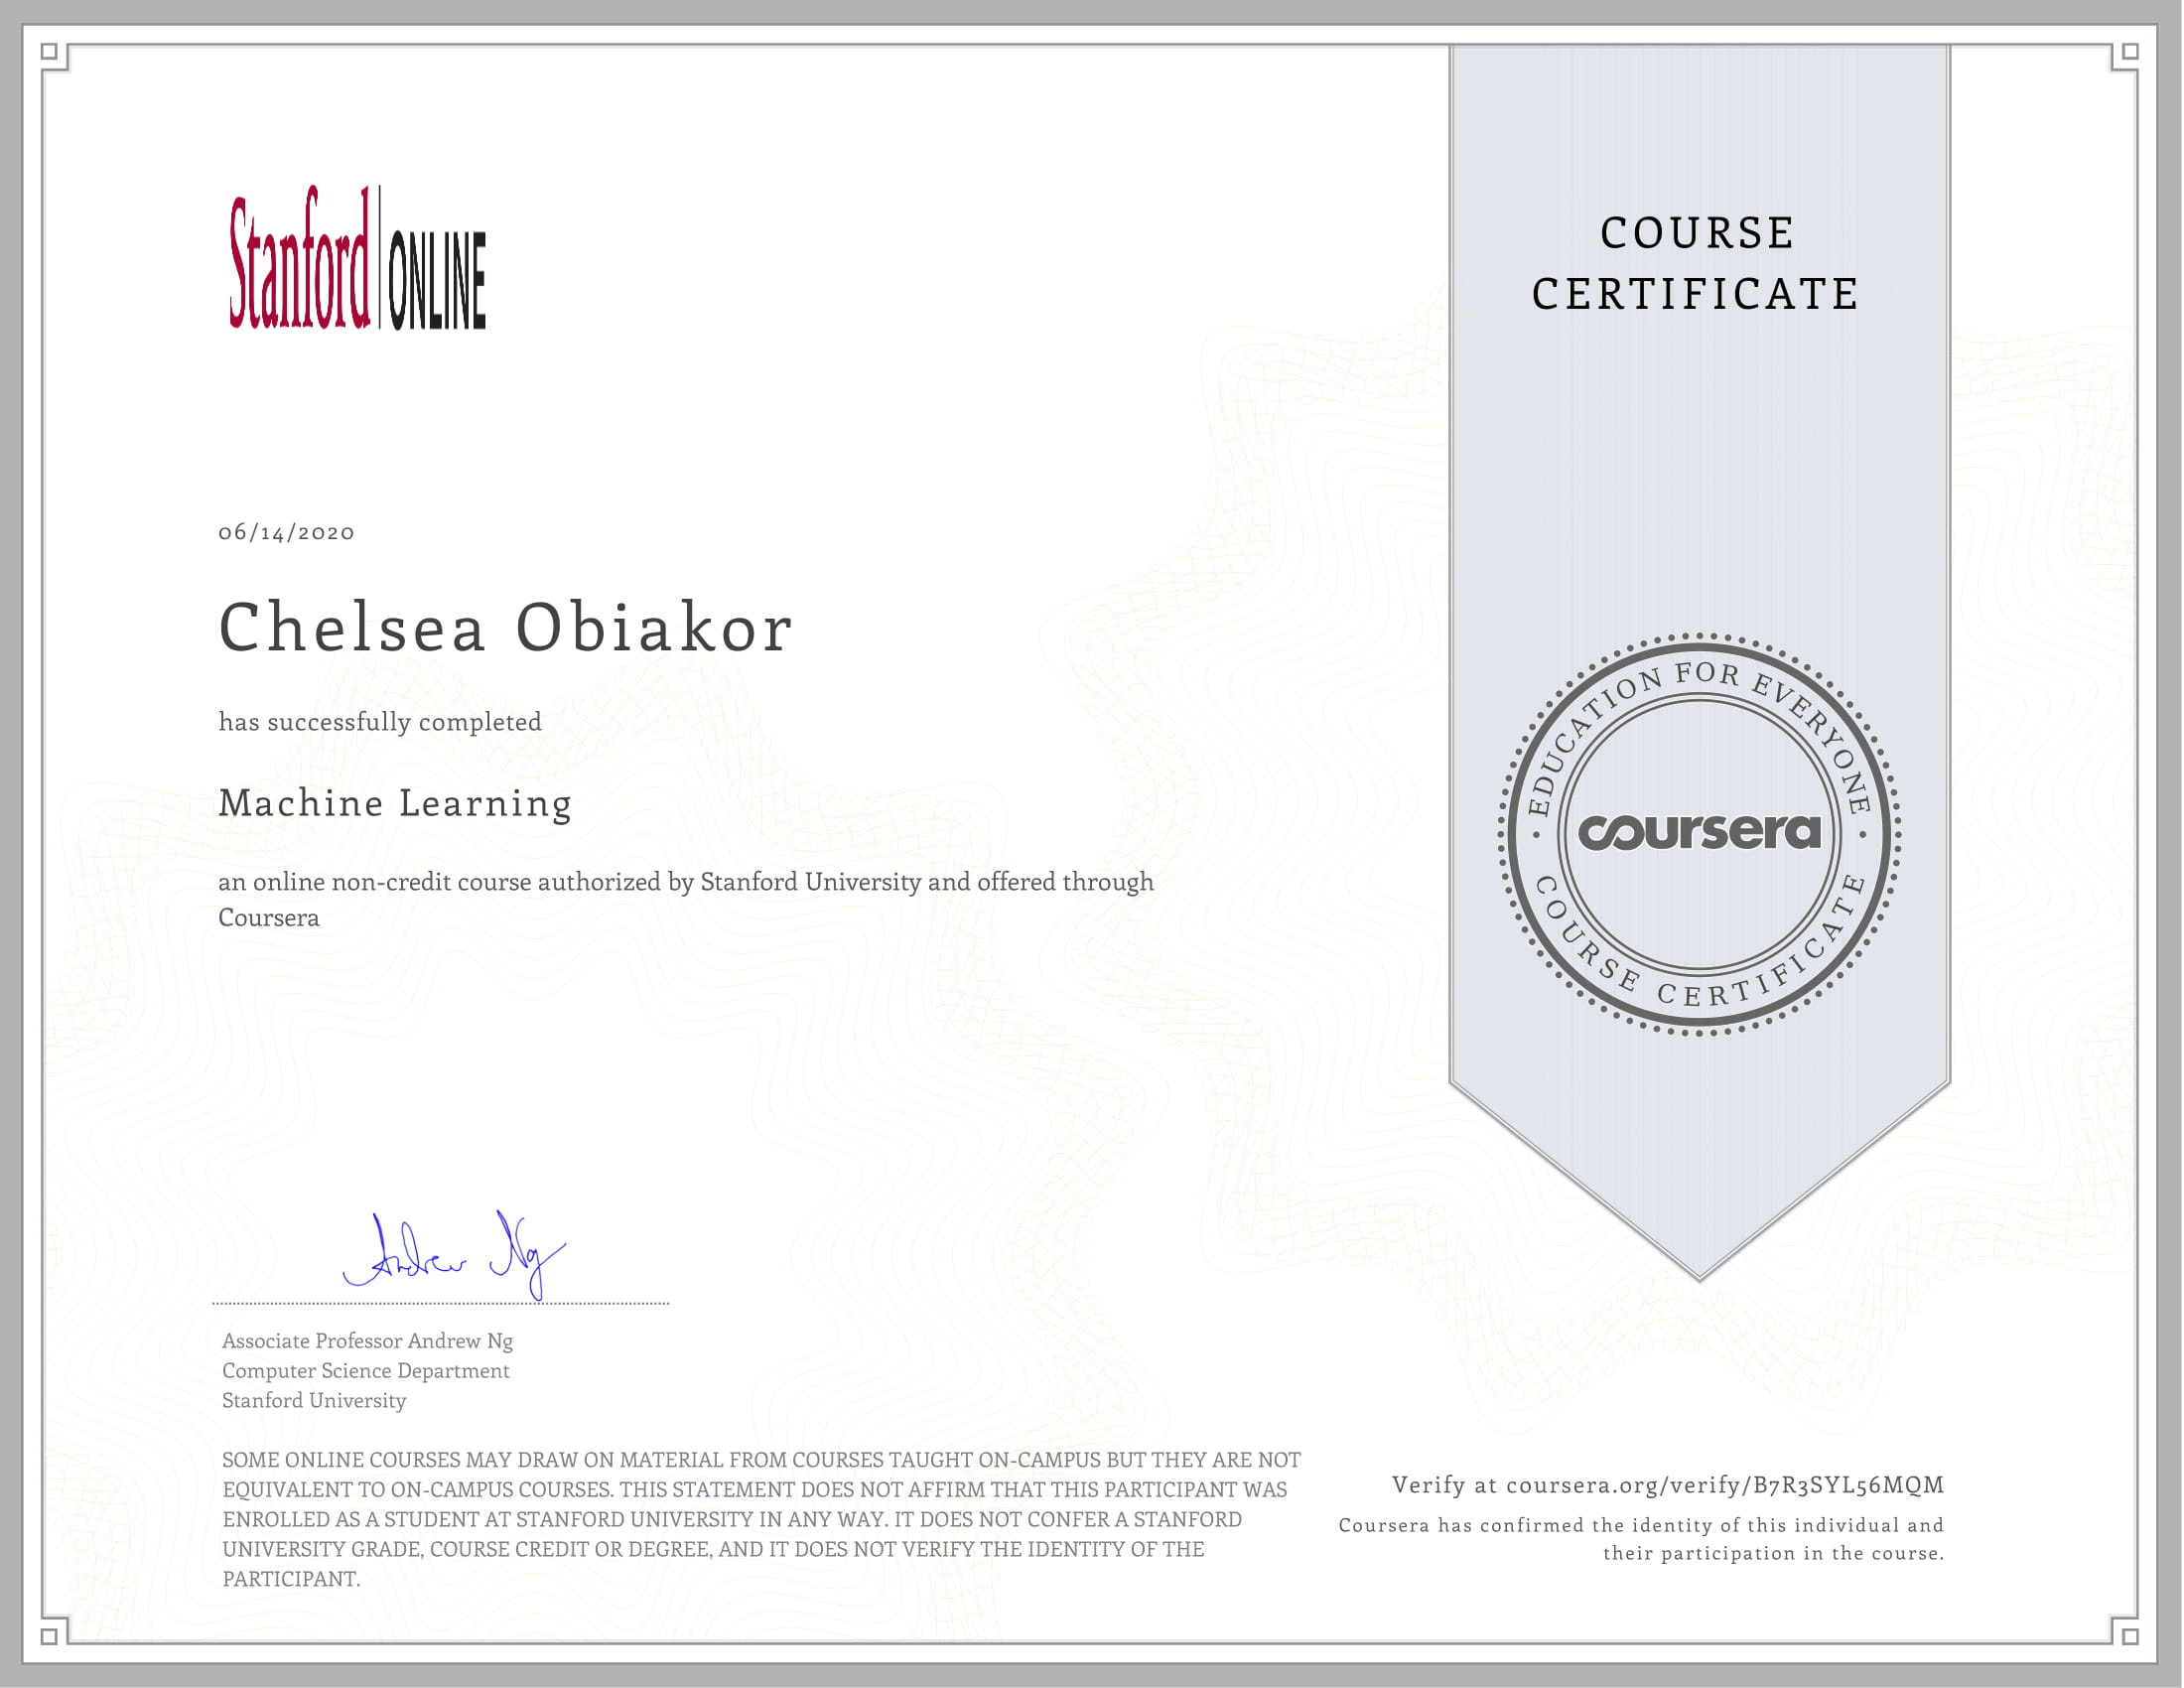 Stanford | ONLINE
COURSE
CERTIFICATE
06/14/2020
Chelsea Obiakor
has successfully completed
Machine Learning
an online non-credit course authorized by Stanford University and offered through
Coursera
• EDUCATION FOR EVERYONE •
coursera
COURSE CERTIFICATE
Andrew Ng
Associate Professor Andrew Ng
Computer Science Department
Stanford University
SOME ONLINE COURSES MAY DRAW ON MATERIAL FROM COURSES TAUGHT ON-CAMPUS BUT THEY ARE NOT
EQUIVALENT TO ON-CAMPUS COURSES. THIS STATEMENT DOES NOT AFFIRM THAT THIS PARTICIPANT WAS
ENROLLED AS A STUDENT AT STANFORD UNIVERSITY IN ANY WAY. IT DOES NOT CONFER A STANFORD
UNIVERSITY GRADE, COURSE CREDIT OR DEGREE, AND IT DOES NOT VERIFY THE IDENTITY OF THE
PARTICIPANT.
Verify at coursera.org/verify/B7R3SYL56MQM
Coursera has confirmed the identity of this individual and
their participation in the course.